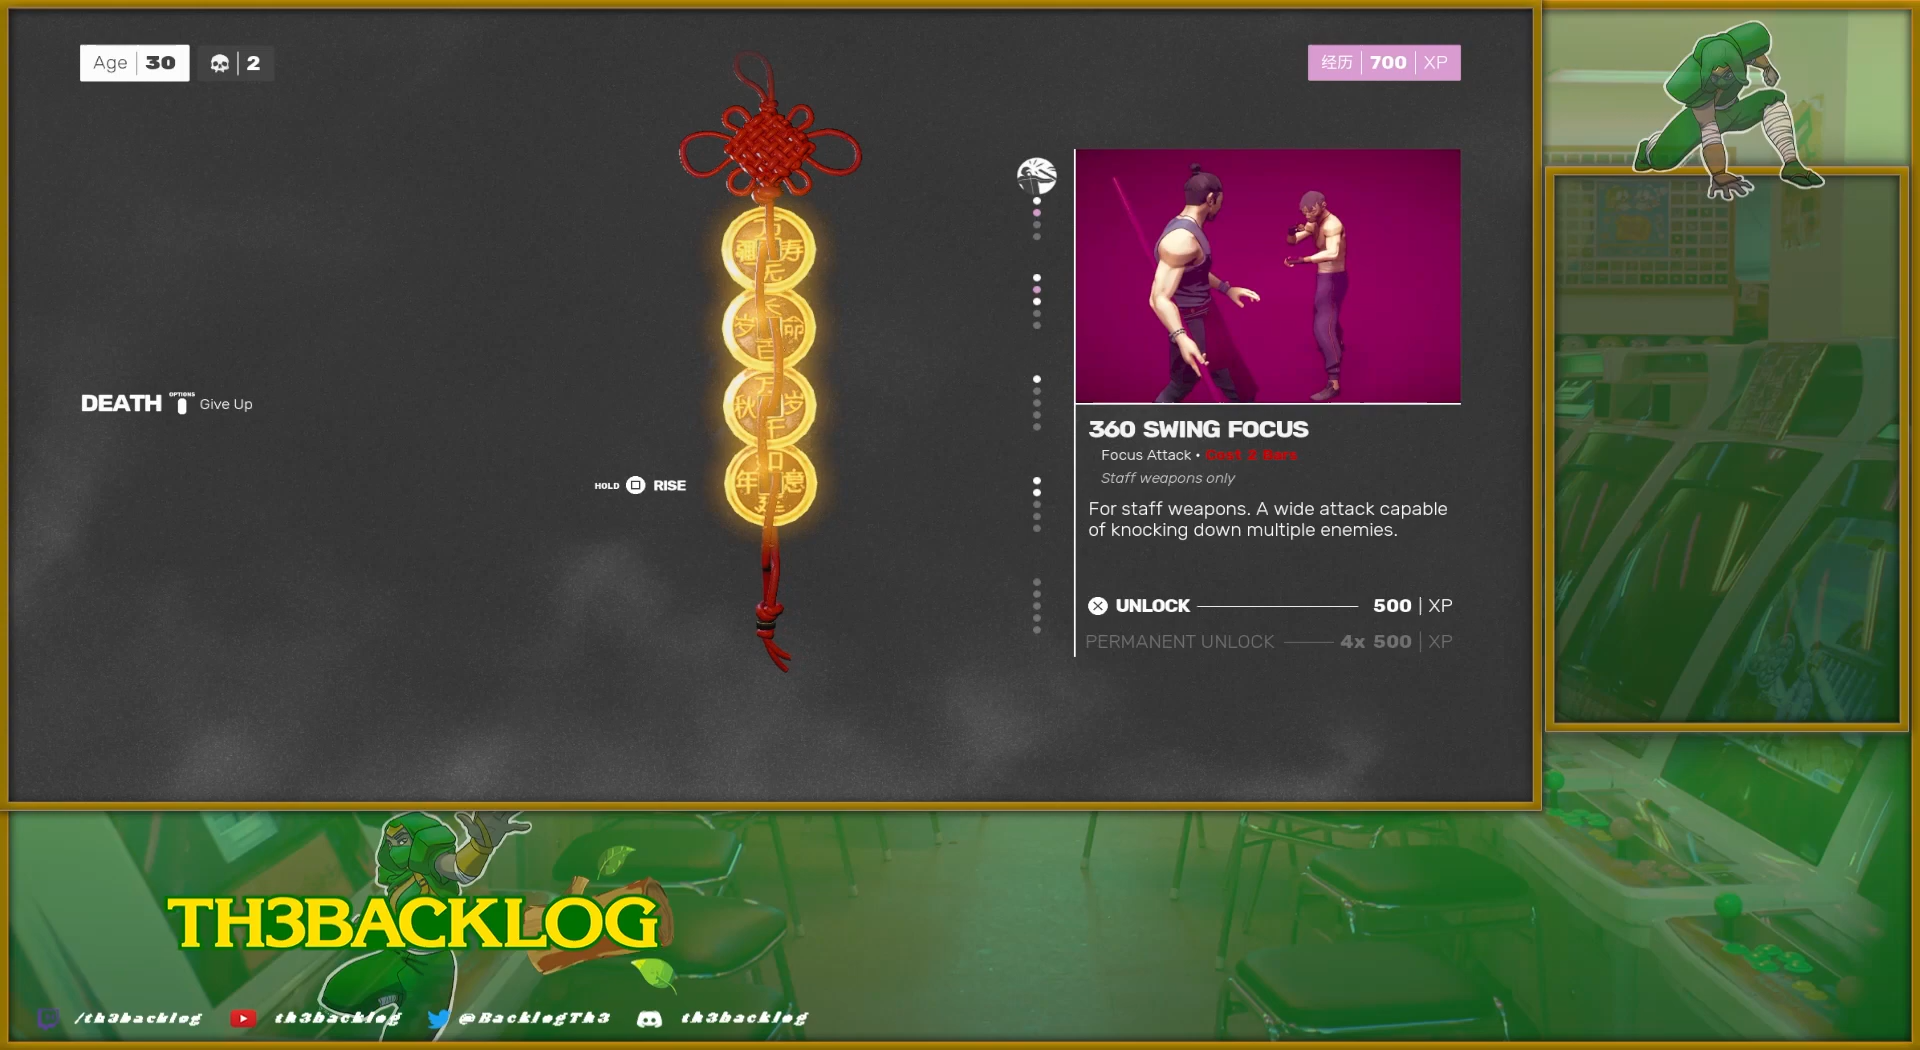 Age 30 2
经历 700 XP
DEATH OPTIONS Give Up
HOLD RISE
360 SWING FOCUS
Focus Attack •
Staff weapons only
For staff weapons. A wide attack capable
of knocking down multiple enemies.
UNLOCK 500 XP
PERMANENT UNLOCK 4x 500 XP
TH3BACKLOG
/th3backlog th3backlog @BacklogTh3 th3backlog